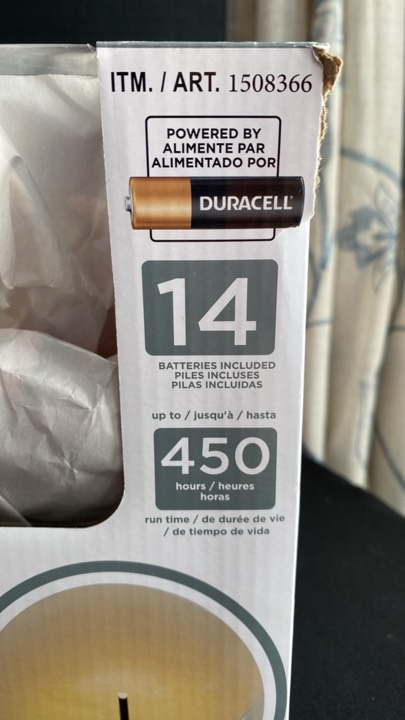 ITM. / ART. 1508366
POWERED BY
ALIMENTE PAR
ALIMENTADO POR
DURACELL
14
BATTERIES INCLUDED
PILES INCLUSES
PILAS INCLUIDAS
up to / jusqu'à / hasta
450
hours / heures
horas
run time / de durée de vie
/ de tiempo de vida